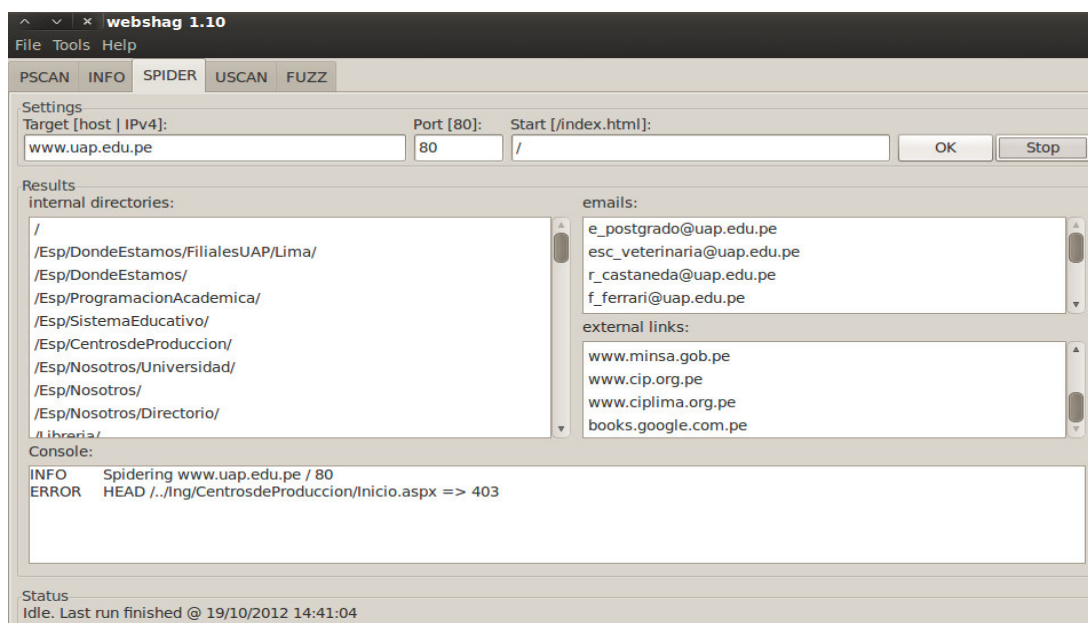 webshag 1.10
File Tools Help
PSCAN INFO SPIDER USCAN FUZZ
Settings
Target [host | IPv4]: Port [80]: Start [/index.html]:
www.uap.edu.pe 80 / OK Stop
Results
internal directories:
/
/Esp/DondeEstamos/FilialesUAP/Lima/
/Esp/DondeEstamos/
/Esp/ProgramacionAcademica/
/Esp/SistemaEducativo/
/Esp/CentrosdeProduccion/
/Esp/Nosotros/Universidad/
/Esp/Nosotros/
/Esp/Nosotros/Directorio/
/Libreria/
emails:
e_postgrado@uap.edu.pe
esc_veterinaria@uap.edu.pe
r_castaneda@uap.edu.pe
f_ferrari@uap.edu.pe
external links:
www.minsa.gob.pe
www.cip.org.pe
www.ciplima.org.pe
books.google.com.pe
Console:
INFO Spidering www.uap.edu.pe / 80
ERROR HEAD /../Ing/CentrosdeProduccion/Inicio.aspx => 403
Status
Idle. Last run finished @ 19/10/2012 14:41:04